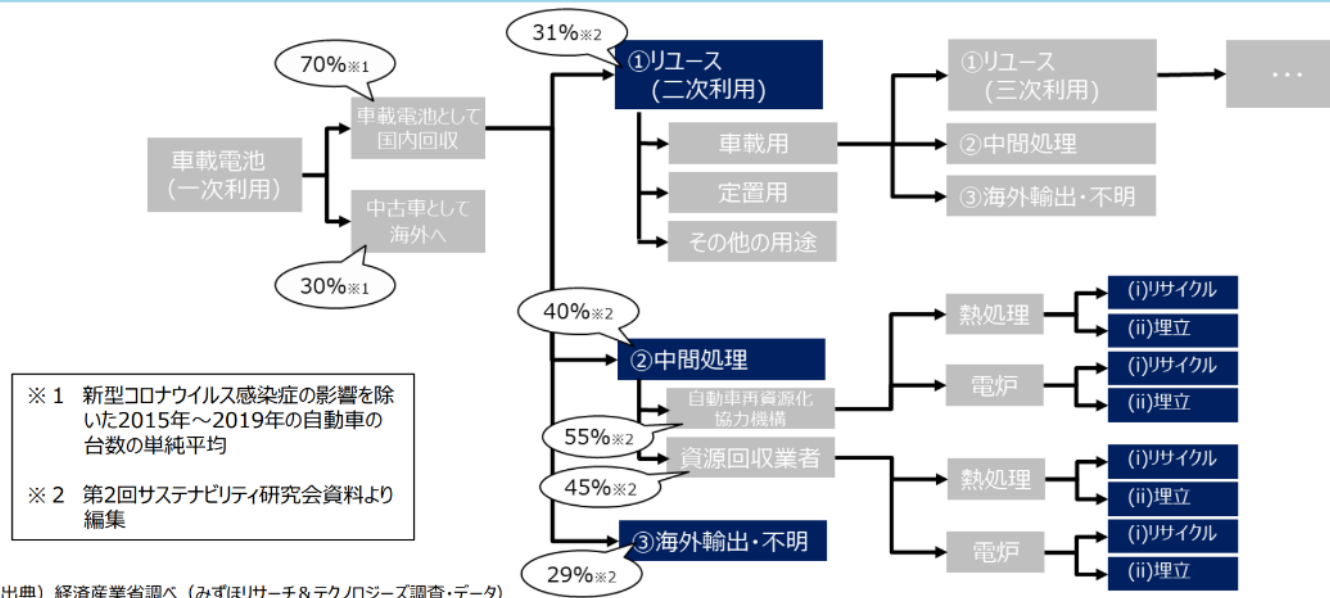 31%※2
70%※1
①リユース
(二次利用)
①リユース
(三次利用)
・・・
車載電池として
国内回収
車載電池
(一次利用)
車載用
②中間処理
中古車として
海外へ
定置用
③海外輸出・不明
その他の用途
30%※1
40%※2
②中間処理
熱処理
(i)リサイクル
(ii)埋立
自動車再資源化
協力機構
電炉
(i)リサイクル
(ii)埋立
55%※2
資源回収業者
45%※2
熱処理
(i)リサイクル
(ii)埋立
③海外輸出・不明
29%※2
電炉
(i)リサイクル
(ii)埋立
※1 新型コロナウイルス感染症の影響を除
いた2015年~2019年の自動車の
台数の単純平均
※2 第2回サステナビリティ研究会資料より
編集
出典)経済産業省調べ(みずほリサーチ&テクノロジーズ調査・データ)